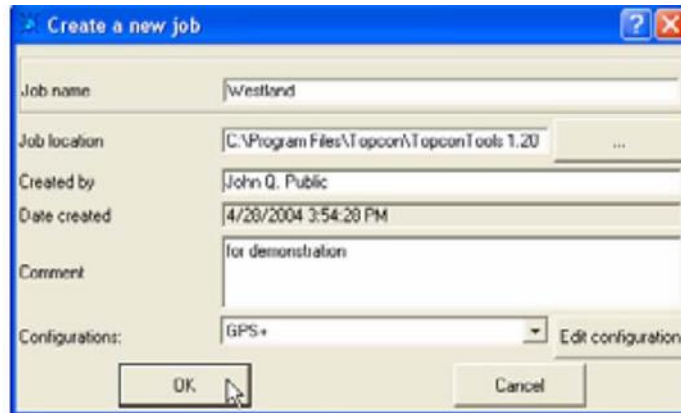 Create a new job
Job name Westland
Job location C:\Program Files\Topcon\TopconTools 1.20 ...
Created by John Q. Public
Date created 4/28/2004 3:54:28 PM
Comment for demonstration
Configurations: GPS+ Edit configuration
OK Cancel